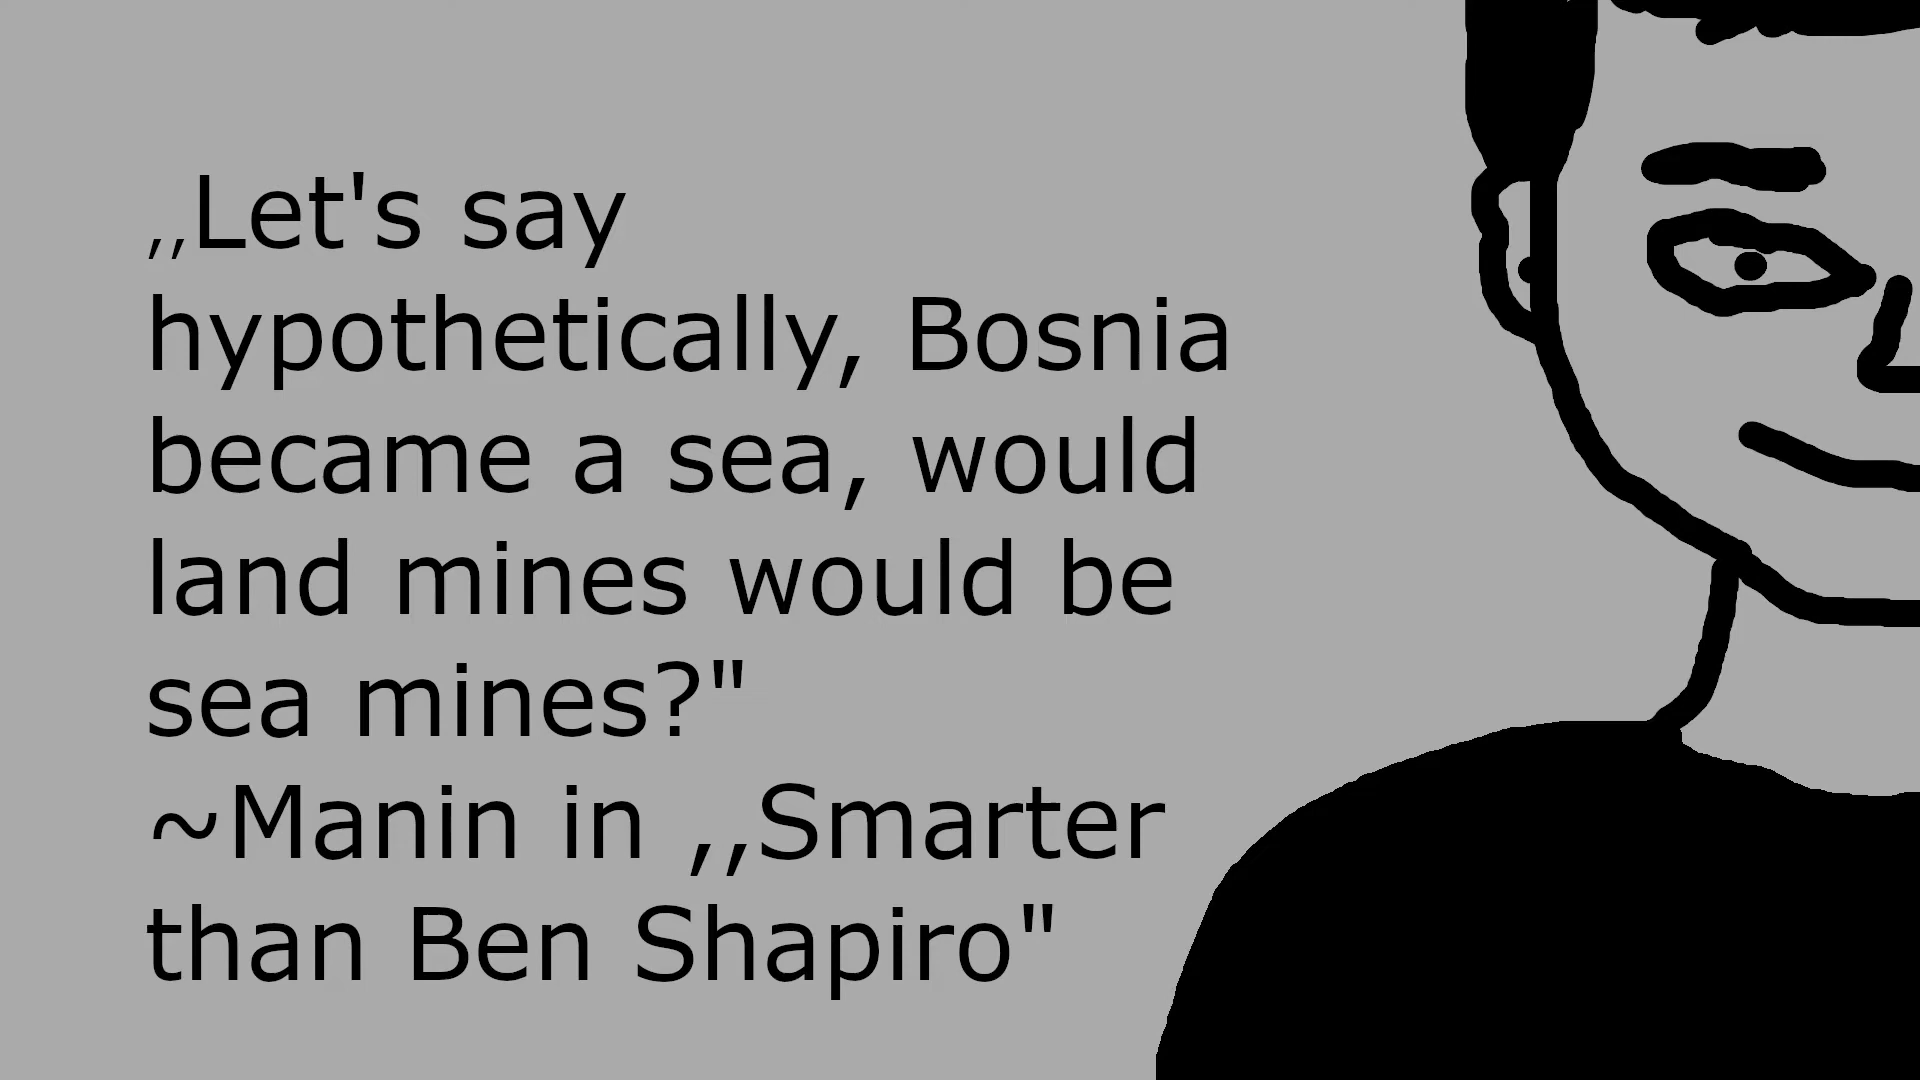 ,,Let's say
hypothetically, Bosnia
became a sea, would
land mines would be
sea mines?"
~Manin in ,,Smarter
than Ben Shapiro"